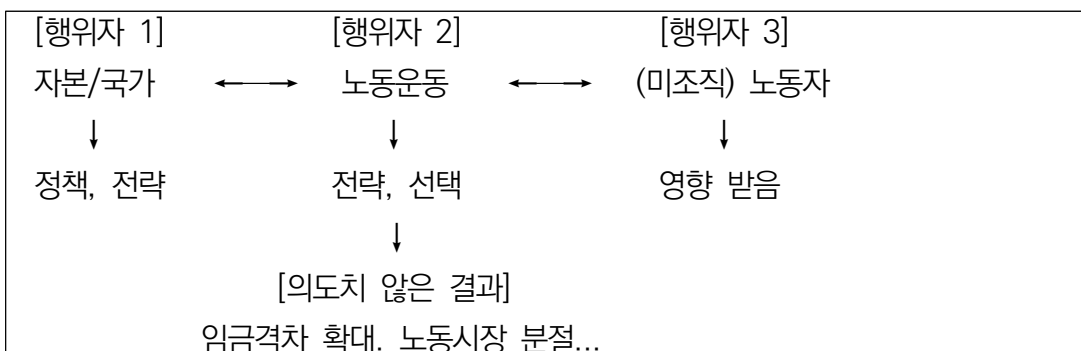 [행위자 1] [행위자 2] [행위자 3]
자본/국가 ←→ 노동운동 ←→ (미조직) 노동자
↓ ↓ ↓
정책, 전략 전략, 선택 영향 받음
↓
[의도치 않은 결과]
임금격차 확대, 노동시장 분절...